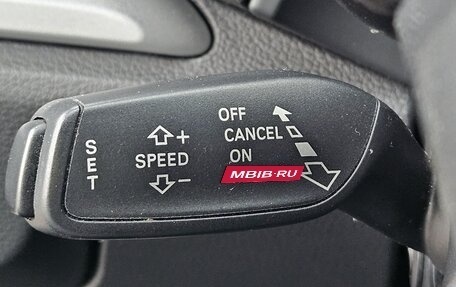 SET
+
SPEED
−
OFF
CANCEL
ON
MBIB·RU